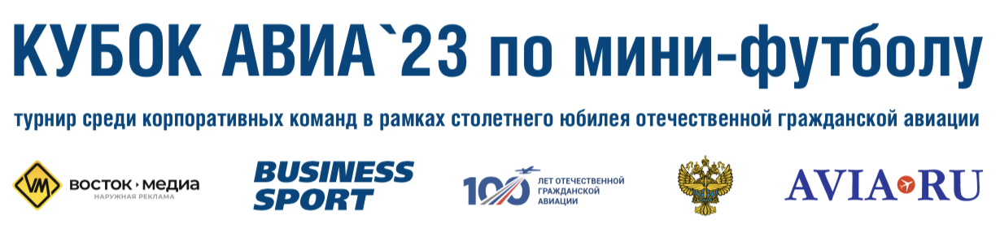 КУБОК АВИА`23 по мини-футболу
турнир среди корпоративных команд в рамках столетнего юбилея отечественной гражданской авиации
VM
ВОСТОК·МЕДИА
НАРУЖНАЯ РЕКЛАМА
BUSINESS
SPORT
100
ЛЕТ ОТЕЧЕСТВЕННОЙ
ГРАЖДАНСКОЙ
АВИАЦИИ
AVIA RU